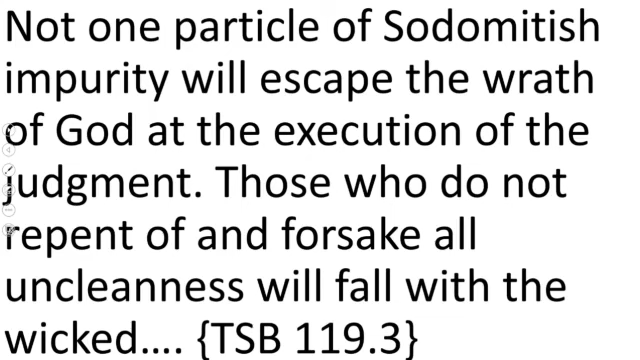 Not one particle of Sodomitish
impurity will escape the wrath
of God at the execution of the
judgment. Those who do not
repent of and forsake all
uncleanness will fall with the
wicked…. {TSB 119.3}